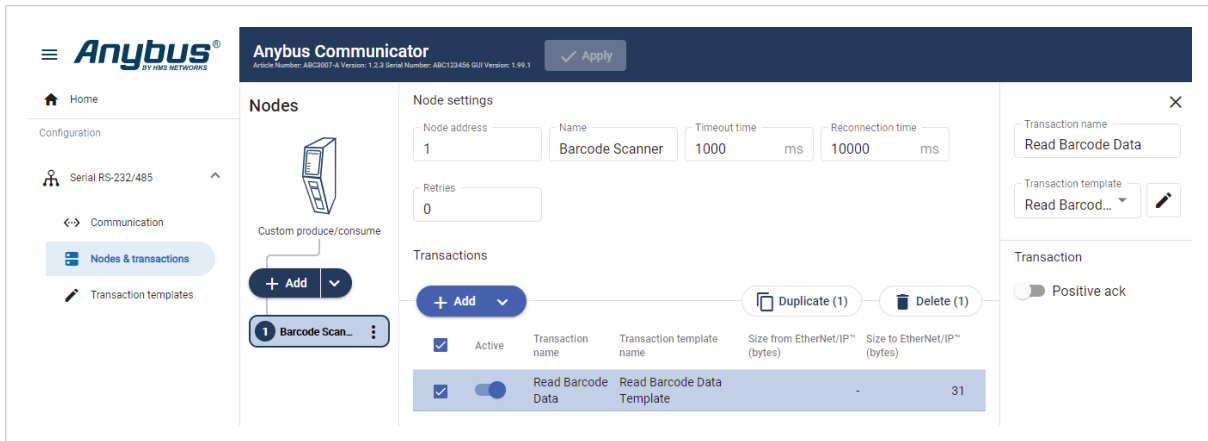 Anybus®
BY HMS NETWORKS
Anybus Communicator
Article Number: ABC3007-A Version: 1.2.3 Serial Number: ABC123456 GUI Version: 1.99.1
Apply
Home
Configuration
Serial RS-232/485
Communication
Nodes & transactions
Transaction templates
Nodes
Custom produce/consume
+ Add
1 Barcode Scan...
Node settings
Node address
1
Name
Barcode Scanner
Timeout time
1000 ms
Reconnection time
10000 ms
Retries
0
Transactions
+ Add
Duplicate (1)
Delete (1)
Active
Transaction name
Transaction template name
Size from EtherNet/IP™ (bytes)
Size to EtherNet/IP™ (bytes)
Read Barcode Data
Read Barcode Data Template
-
31
Transaction name
Read Barcode Data
Transaction template
Read Barcod...
Transaction
Positive ack